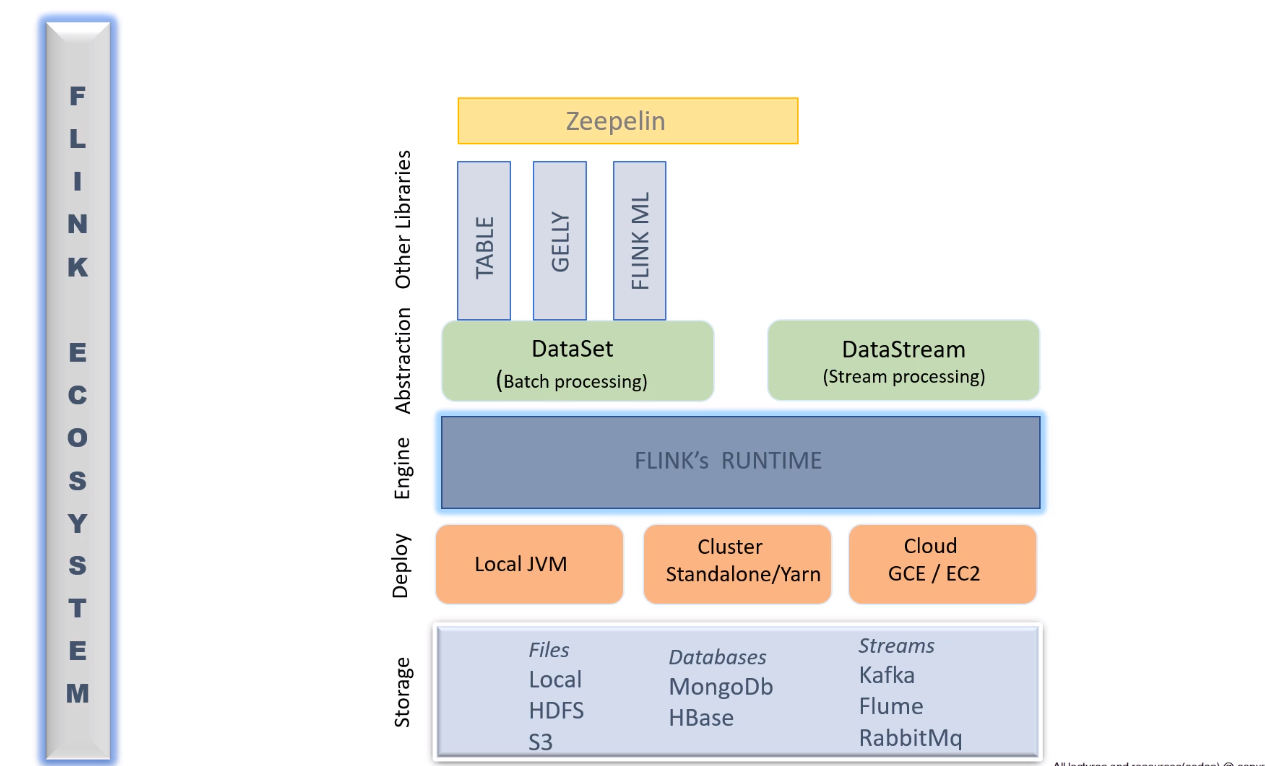 FLINK ECOSYSTEM
Zeepelin
Other Libraries
TABLE
GELLY
FLINK ML
Abstraction
DataSet
(Batch processing)
DataStream
(Stream processing)
Engine
FLINK's RUNTIME
Deploy
Local JVM
Cluster
Standalone/Yarn
Cloud
GCE / EC2
Storage
Files
Local
HDFS
S3
Databases
MongoDb
HBase
Streams
Kafka
Flume
RabbitMq